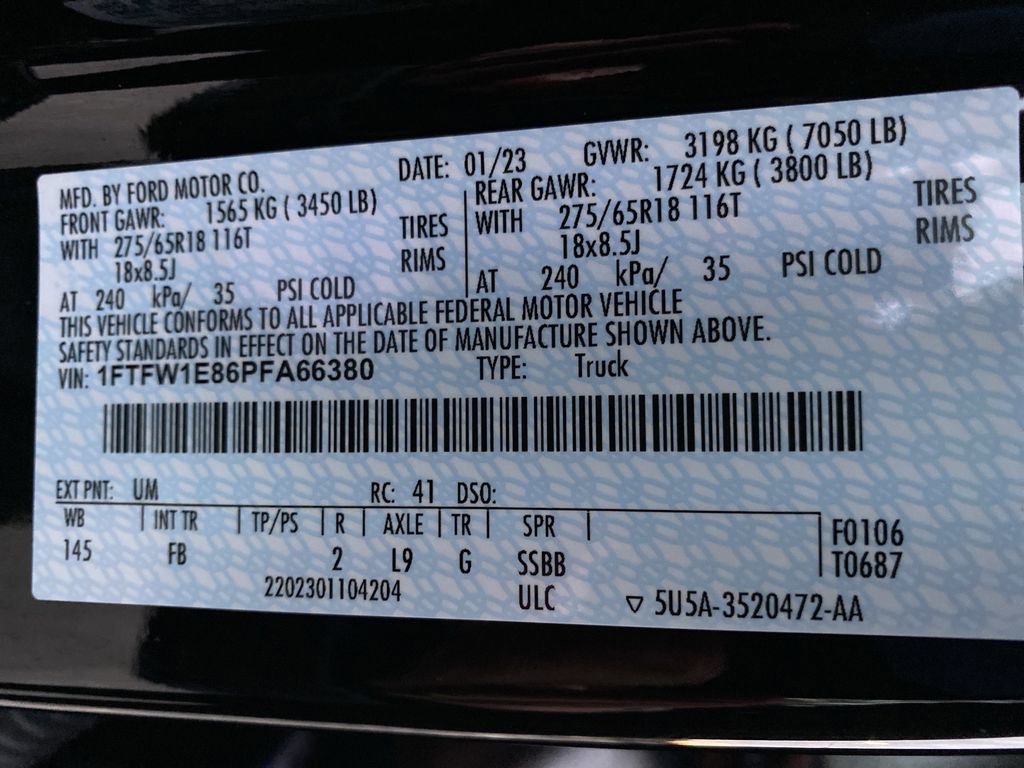 MFD. BY FORD MOTOR CO. DATE: 01/23 GVWR: 3198 KG ( 7050 LB)
FRONT GAWR: 1565 KG ( 3450 LB) REAR GAWR: 1724 KG ( 3800 LB)
WITH 275/65R18 116T TIRES WITH 275/65R18 116T TIRES
18x8.5J RIMS 18x8.5J RIMS
AT 240 kPa/ 35 PSI COLD AT 240 kPa/ 35 PSI COLD
THIS VEHICLE CONFORMS TO ALL APPLICABLE FEDERAL MOTOR VEHICLE
SAFETY STANDARDS IN EFFECT ON THE DATE OF MANUFACTURE SHOWN ABOVE.
VIN: 1FTFW1E86PFA66380 TYPE: Truck
EXT PNT: UM RC: 41 DSO:
WB INT TR TP/PS R AXLE TR SPR F0106
145 FB 2 L9 G SSBB T0687
2202301104204 ULC ▽ 5U5A-3520472-AA